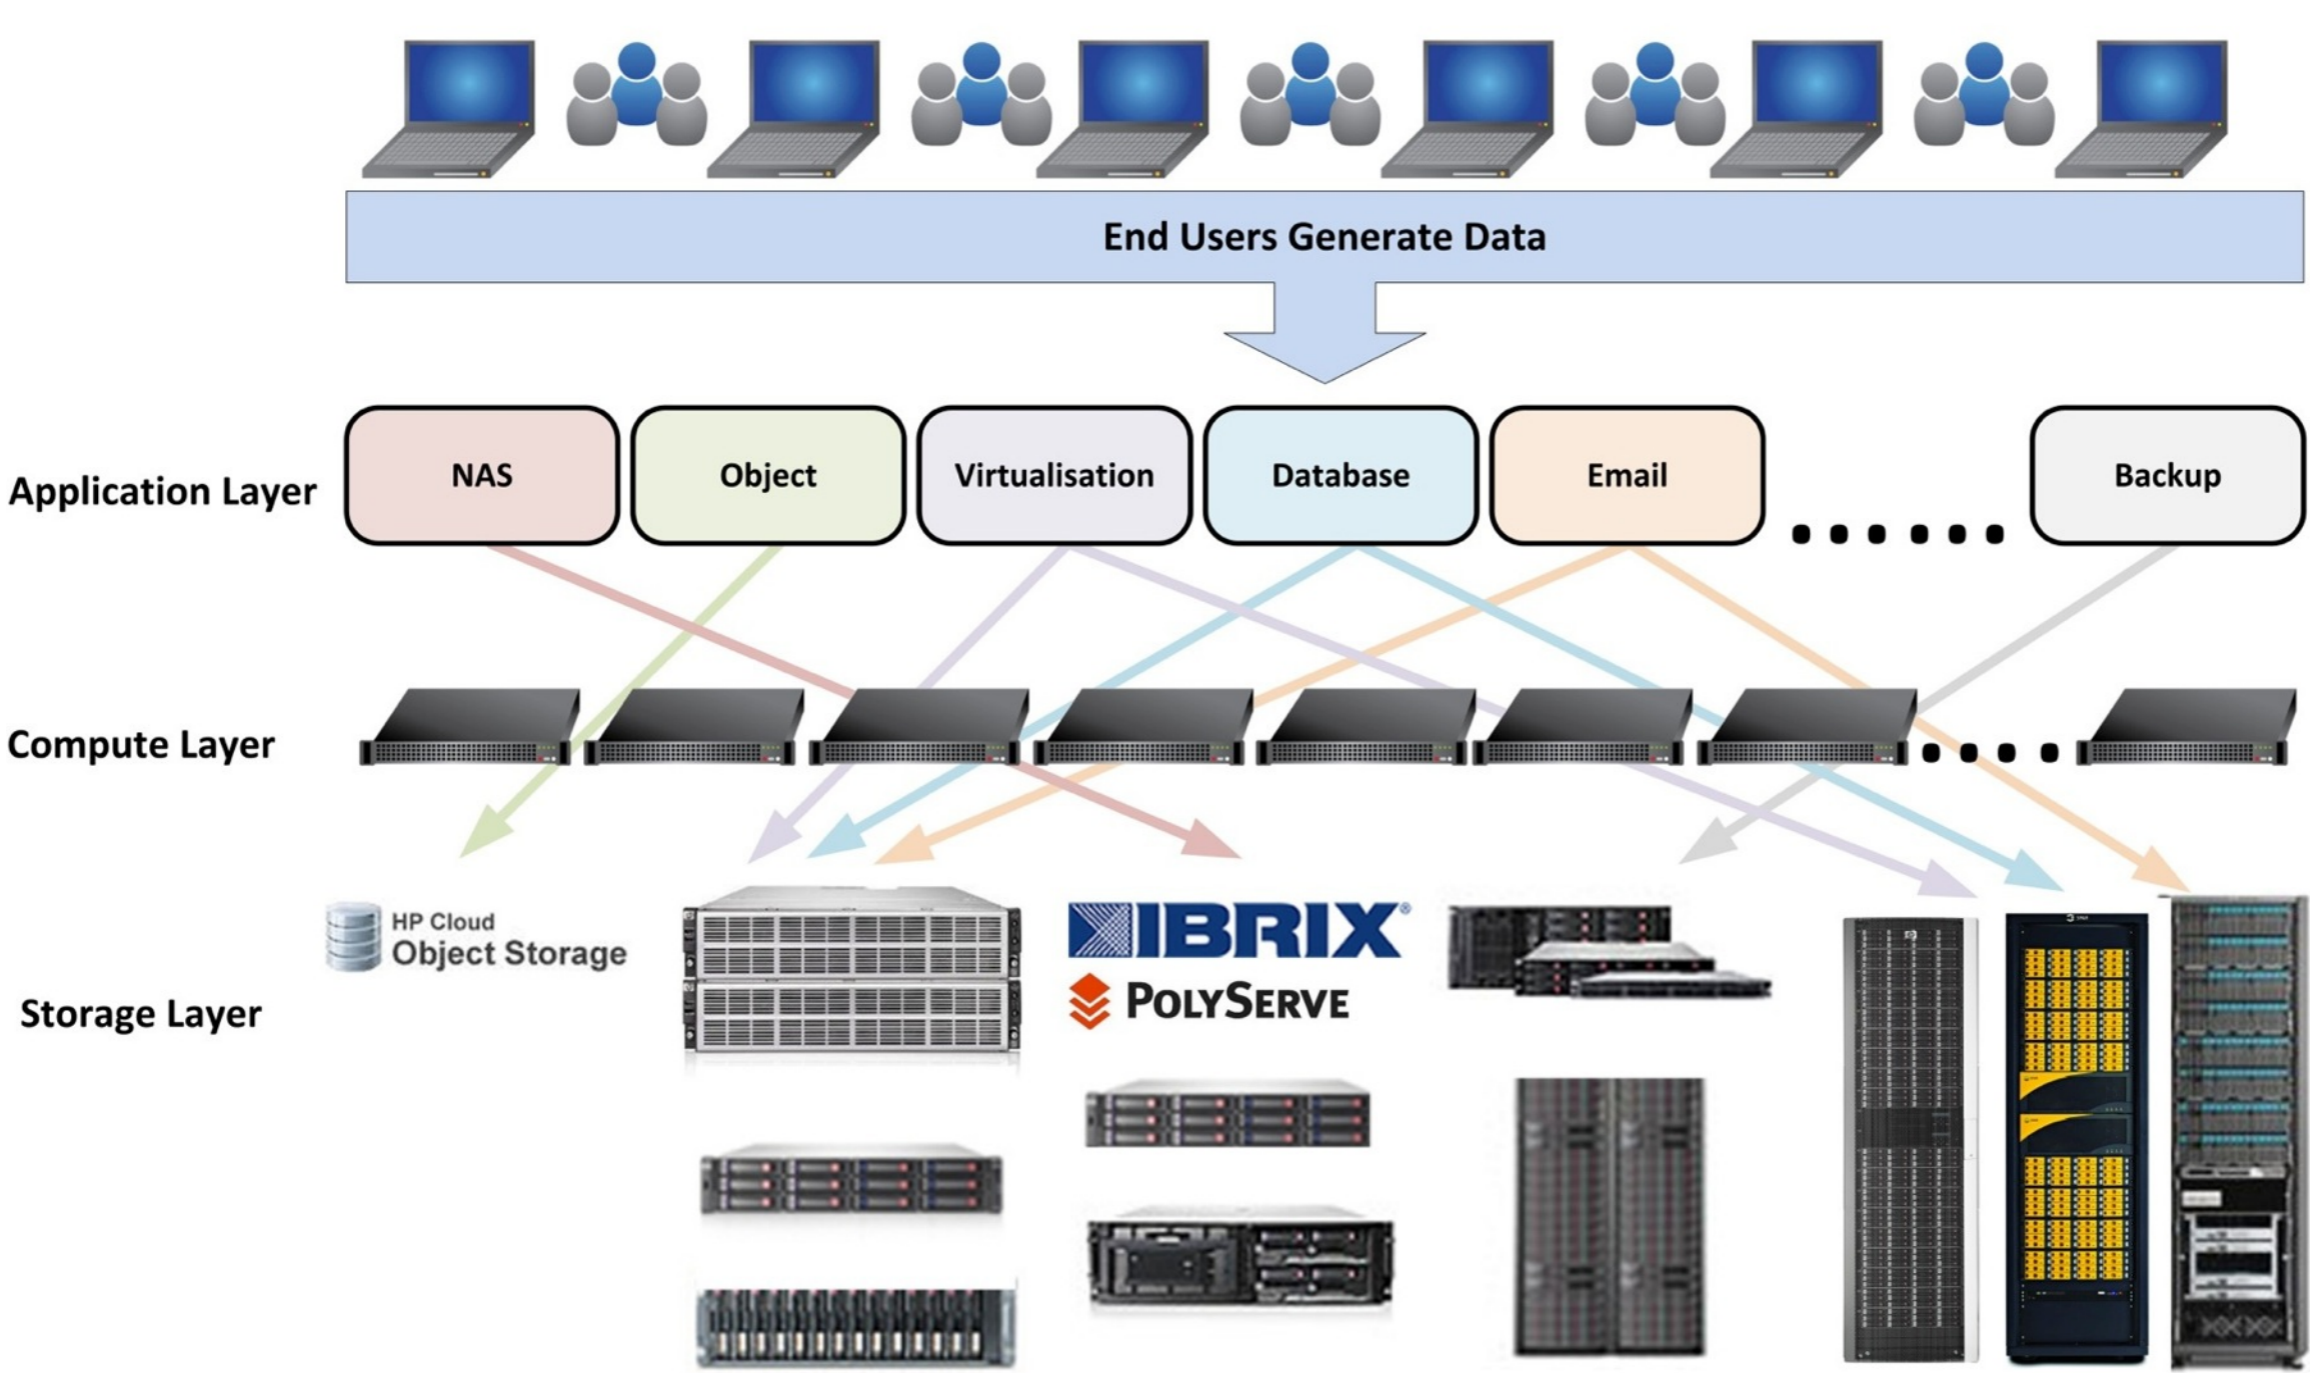 End Users Generate Data
Application Layer
NAS
Object
Virtualisation
Database
Email
Backup
Compute Layer
Storage Layer
HP Cloud
Object Storage
IBRIX®
POLYSERVE